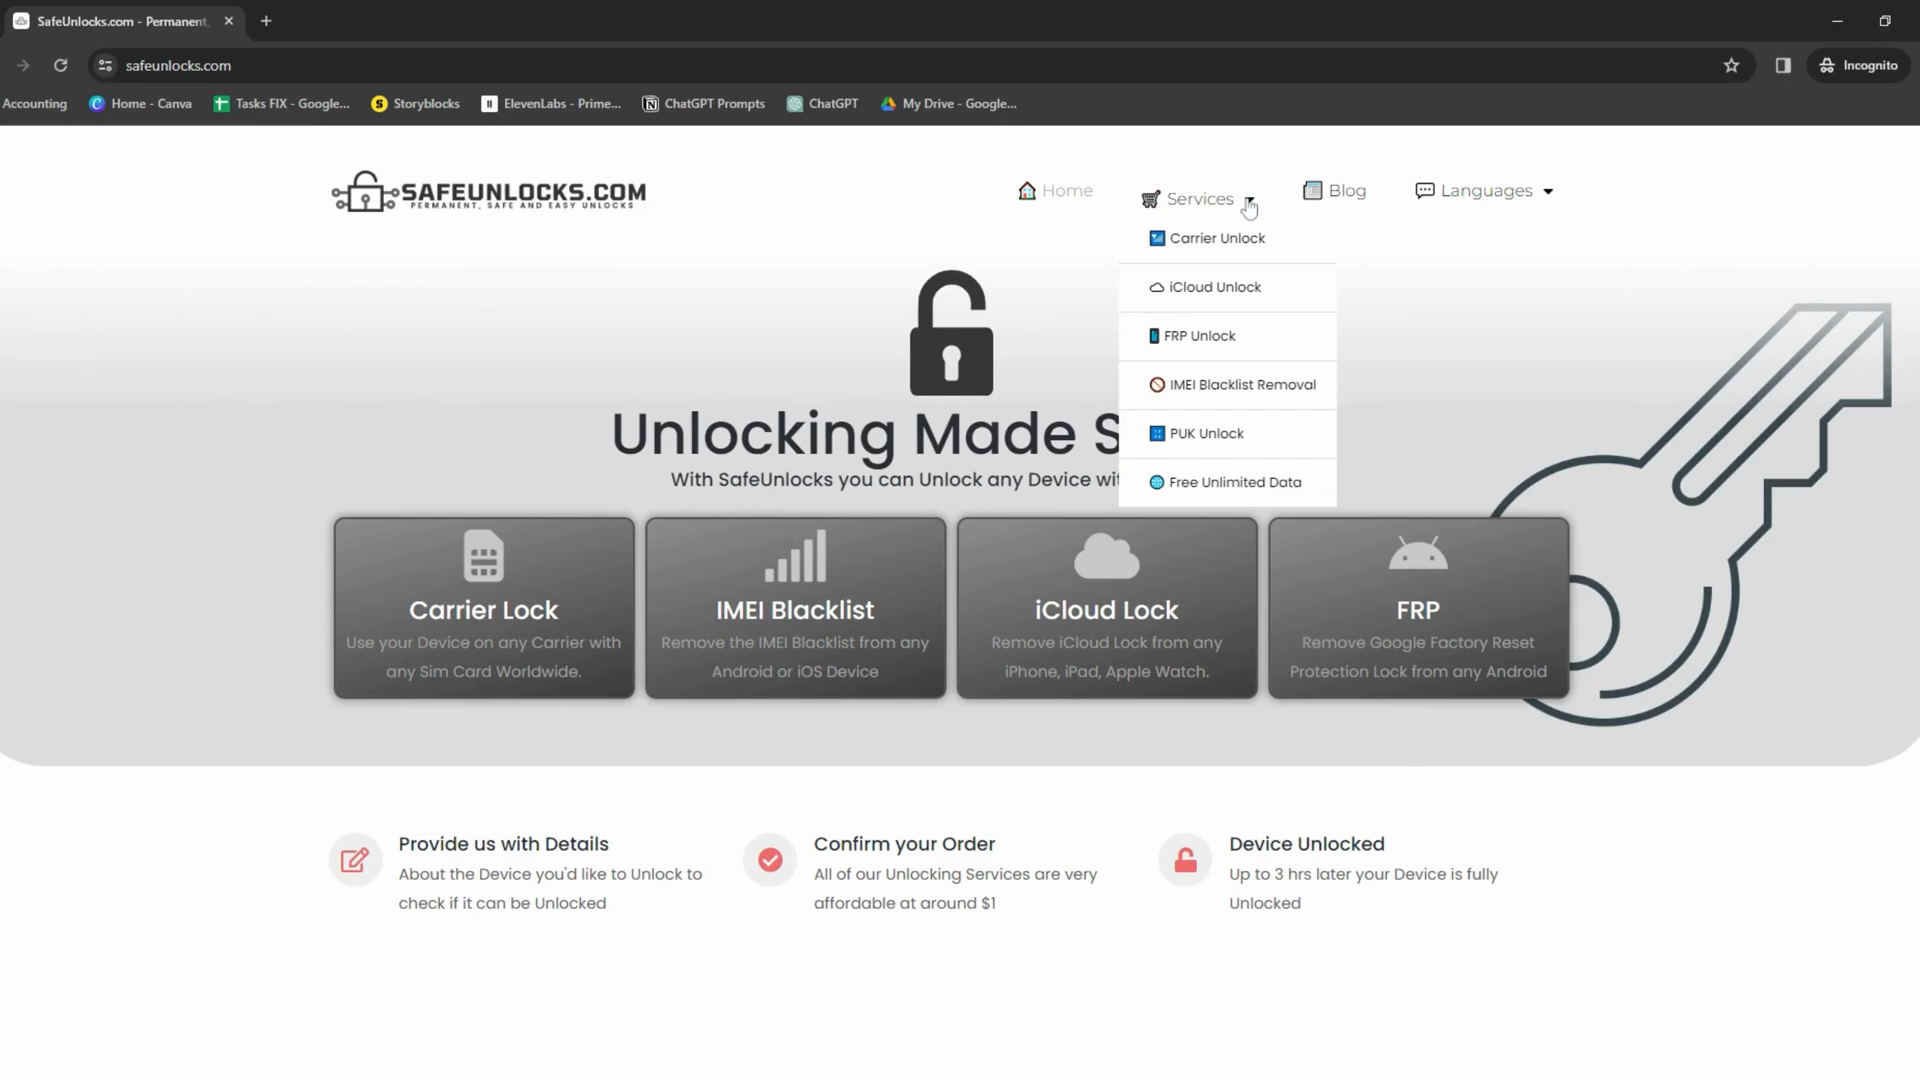 SafeUnlocks.com - Permanent,
safeunlocks.com
Incognito
Accounting
Home - Canva
Tasks FIX - Google...
Storyblocks
ElevenLabs - Prime...
ChatGPT Prompts
ChatGPT
My Drive - Google...
SAFEUNLOCKS.COM
PERMANENT, SAFE AND EASY UNLOCKS
Home
Services
Blog
Languages
Carrier Unlock
iCloud Unlock
FRP Unlock
IMEI Blacklist Removal
PUK Unlock
Free Unlimited Data
Unlocking Made S
With SafeUnlocks you can Unlock any Device wit
Carrier Lock
Use your Device on any Carrier with
any Sim Card Worldwide.
IMEI Blacklist
Remove the IMEI Blacklist from any
Android or iOS Device
iCloud Lock
Remove iCloud Lock from any
iPhone, iPad, Apple Watch.
FRP
Remove Google Factory Reset
Protection Lock from any Android
Provide us with Details
About the Device you'd like to Unlock to
check if it can be Unlocked
Confirm your Order
All of our Unlocking Services are very
affordable at around $1
Device Unlocked
Up to 3 hrs later your Device is fully
Unlocked